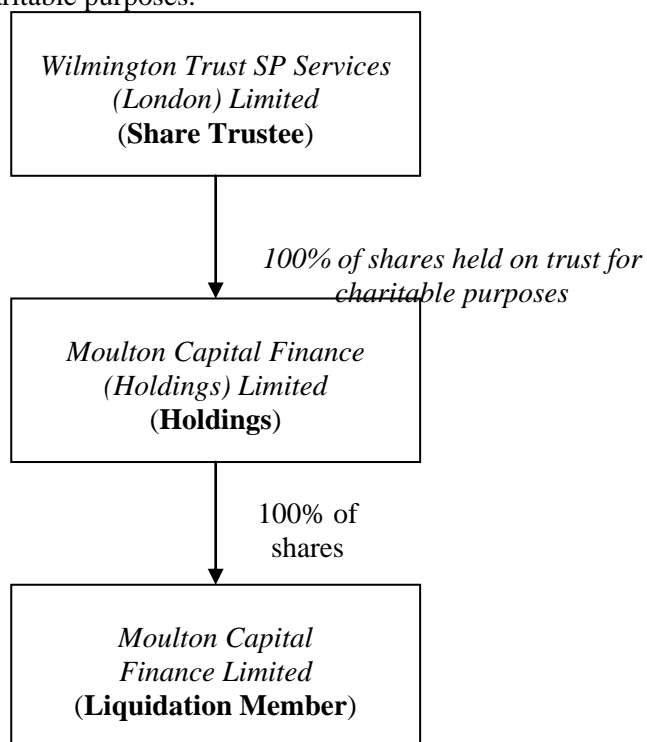 purposes.
Wilmington Trust SP Services
(London) Limited
(Share Trustee)
100% of shares held on trust for
charitable purposes
Moulton Capital Finance
(Holdings) Limited
(Holdings)
100% of
shares
Moulton Capital
Finance Limited
(Liquidation Member)